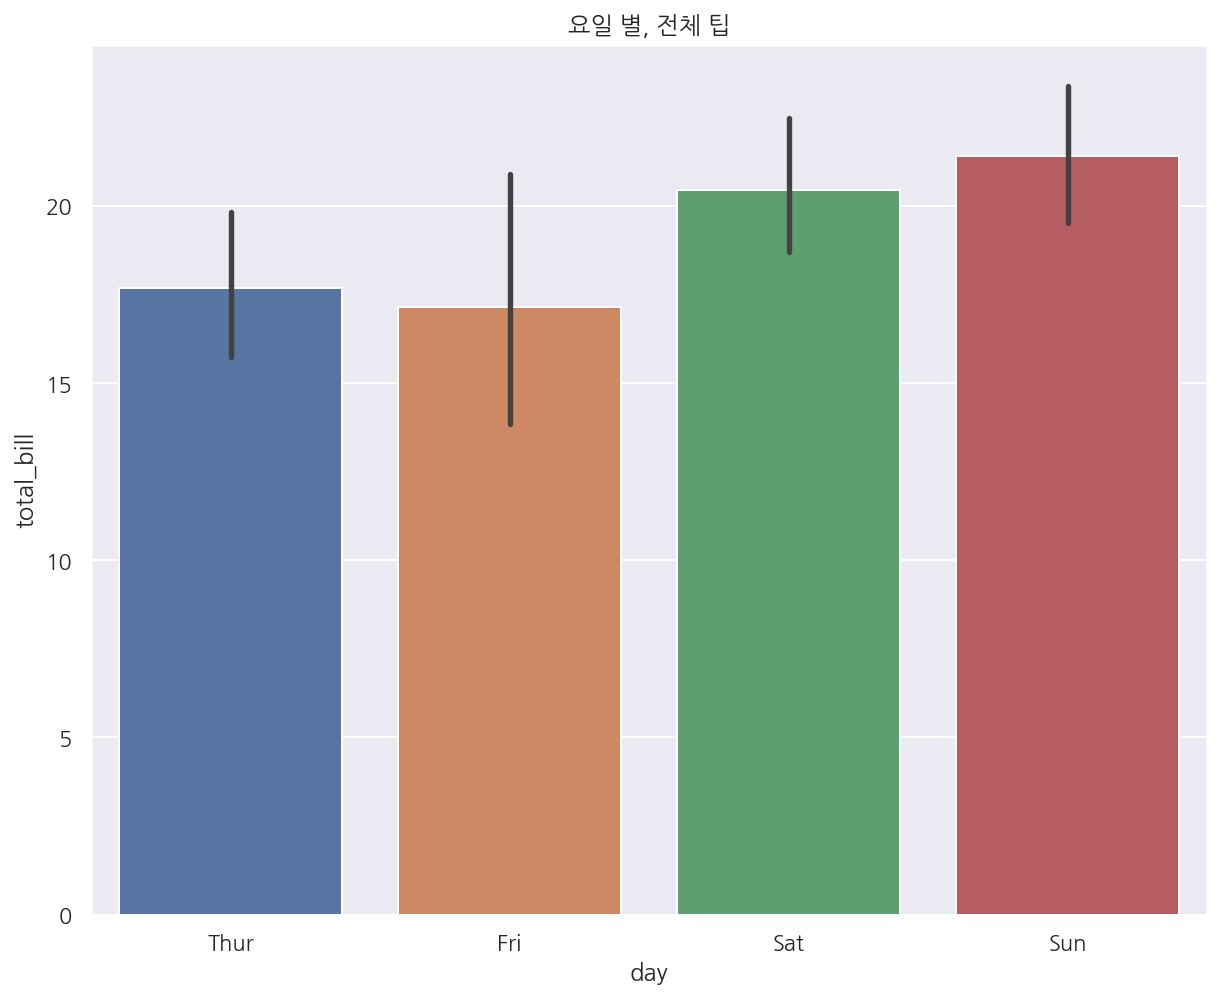 요일 별, 전체 팁
total_bill
20
15
10
5
0
Thur Fri Sat Sun
day